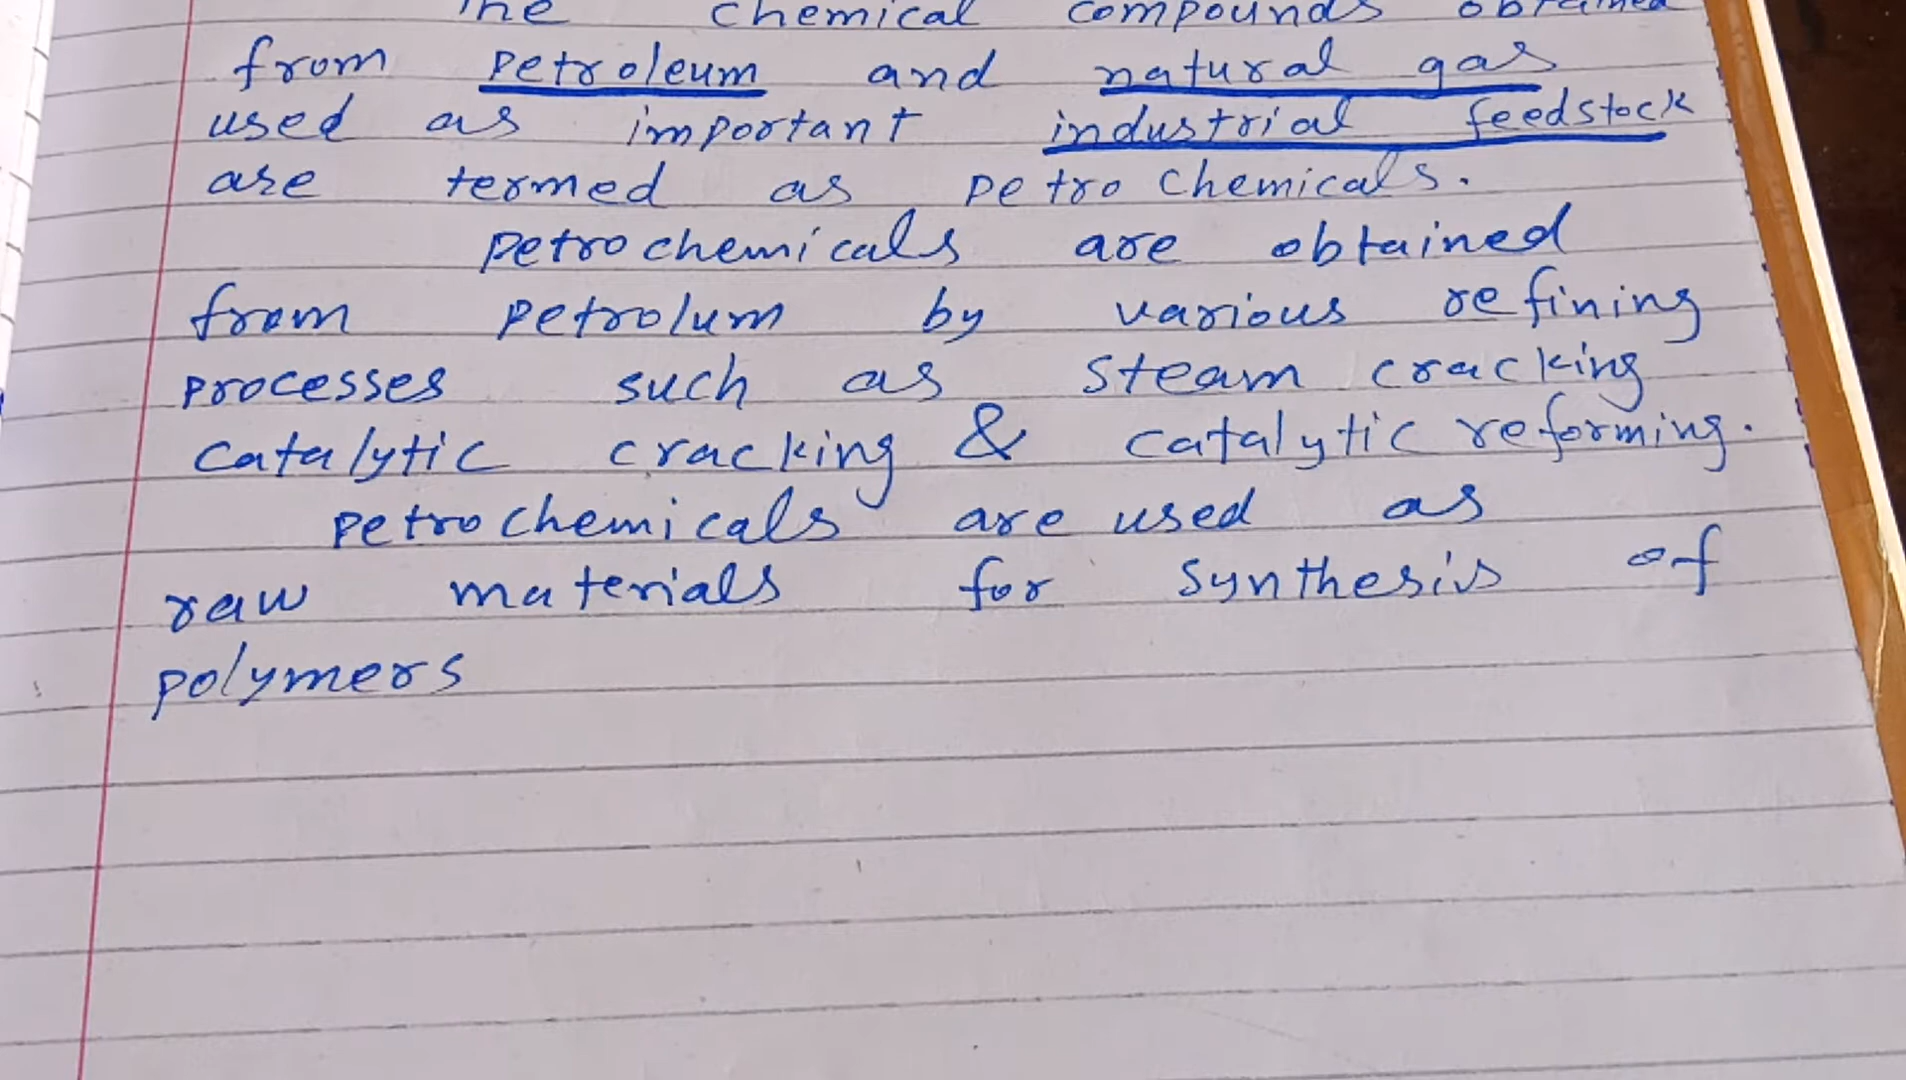 The chemical compounds obtained
from petroleum and natural gas
used as important industrial feedstock
are termed as petro chemicals.
petrochemicals are obtained
from petrolum by various refining
processes such as steam cracking
catalytic cracking & catalytic reforming.
petrochemicals are used as
raw materials for synthesis of
polymers